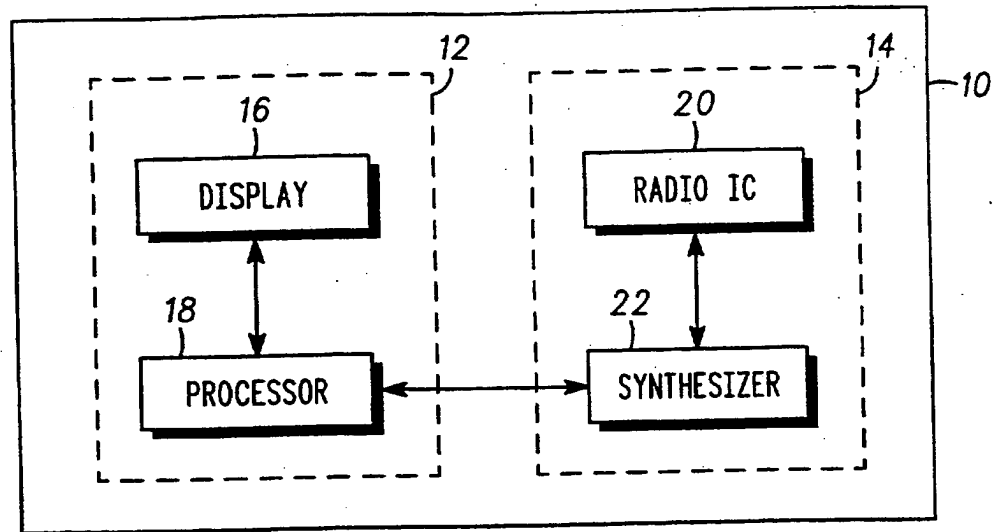 12
14
10
16
20
DISPLAY
RADIO IC
18
22
PROCESSOR
SYNTHESIZER